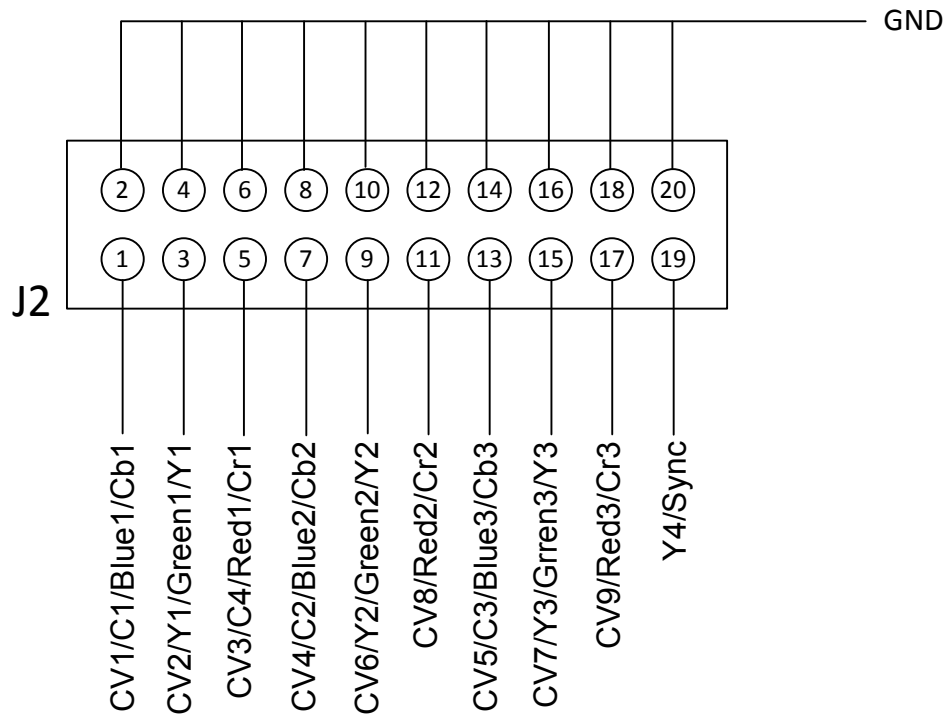 GND
2 4 6 8 10 12 14 16 18 20
1 3 5 7 9 11 13 15 17 19
J2
CV1/C1/Blue1/Cb1
CV2/Y1/Green1/Y1
CV3/C4/Red1/Cr1
CV4/C2/Blue2/Cb2
CV6/Y2/Green2/Y2
CV8/Red2/Cr2
CV5/C3/Blue3/Cb3
CV7/Y3/Grren3/Y3
CV9/Red3/Cr3
Y4/Sync